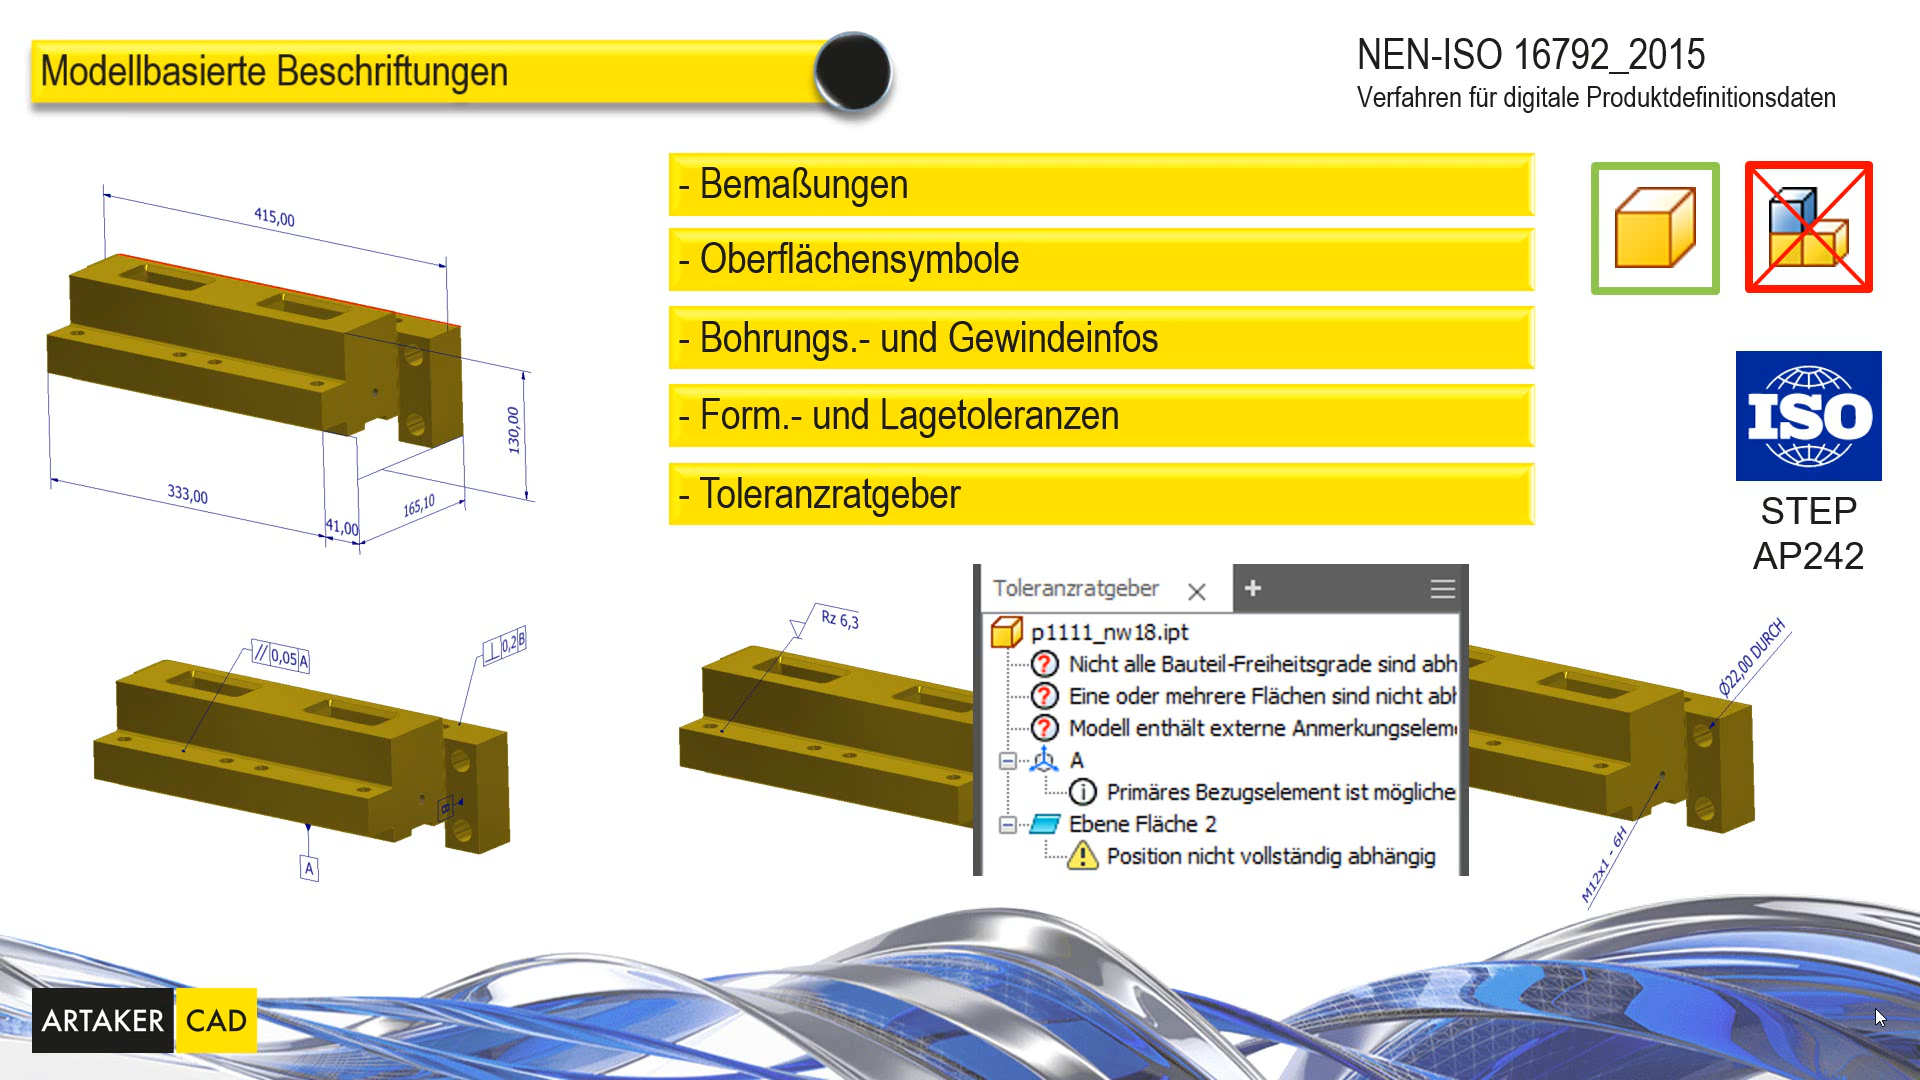 Modellbasierte Beschriftungen
NEN-ISO 16792_2015
Verfahren für digitale Produktdefinitionsdaten
- Bemaßungen
- Oberflächensymbole
- Bohrungs.- und Gewindeinfos
- Form.- und Lagetoleranzen
- Toleranzratgeber
ISO
STEP
AP242
415,00
130,00
333,00
41,00
165,10
// 0,05 A
⊥ 0,2 B
B
A
Rz 6,3
Toleranzratgeber
p1111_nw18.ipt
Nicht alle Bauteil-Freiheitsgrade sind abh
Eine oder mehrere Flächen sind nicht abh
Modell enthält externe Anmerkungselem
A
Primäres Bezugselement ist mögliche
Ebene Fläche 2
Position nicht vollständig abhängig
Ø22,00 DURCH
M12x1 - 6H
ARTAKER CAD